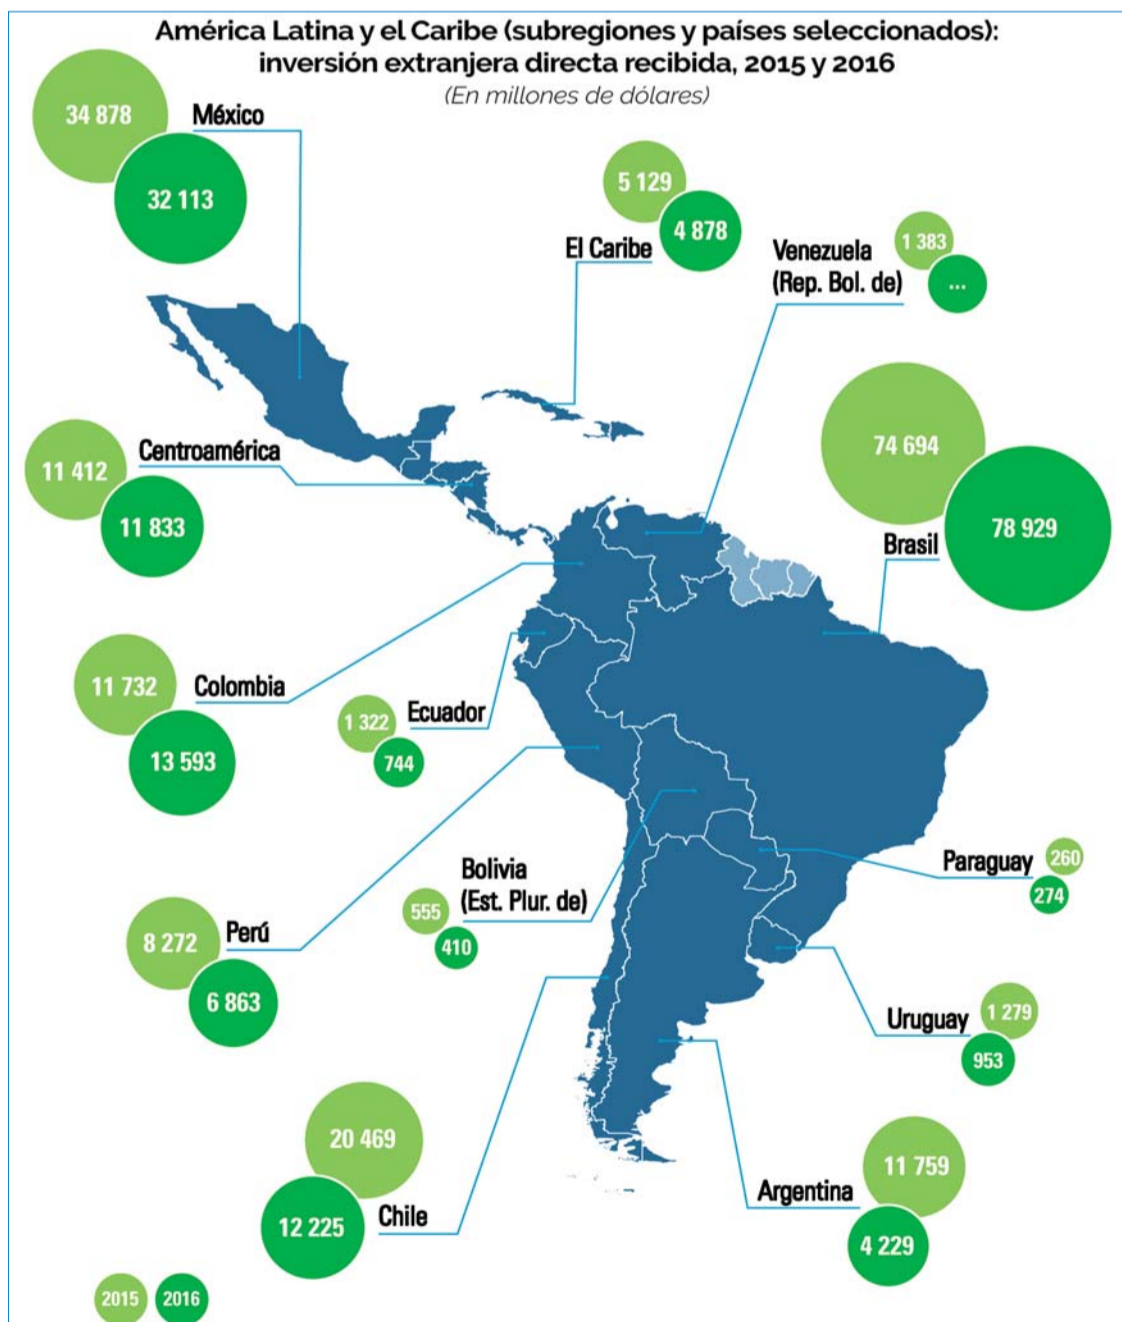 América Latina y el Caribe (subregiones y países seleccionados):
inversión extranjera directa recibida, 2015 y 2016
(En millones de dólares)
34 878
México
32 113
5 129
4 878
El Caribe
1 383
Venezuela
(Rep. Bol. de)
...
74 694
78 929
Brasil
Centroamérica
11 412
11 833
11 732
Colombia
13 593
1 322
Ecuador
744
Paraguay
260
274
Bolivia
(Est. Plur. de)
555
410
8 272
Perú
6 863
1 279
Uruguay
953
20 469
Chile
12 225
11 759
Argentina
4 229
2015
2016